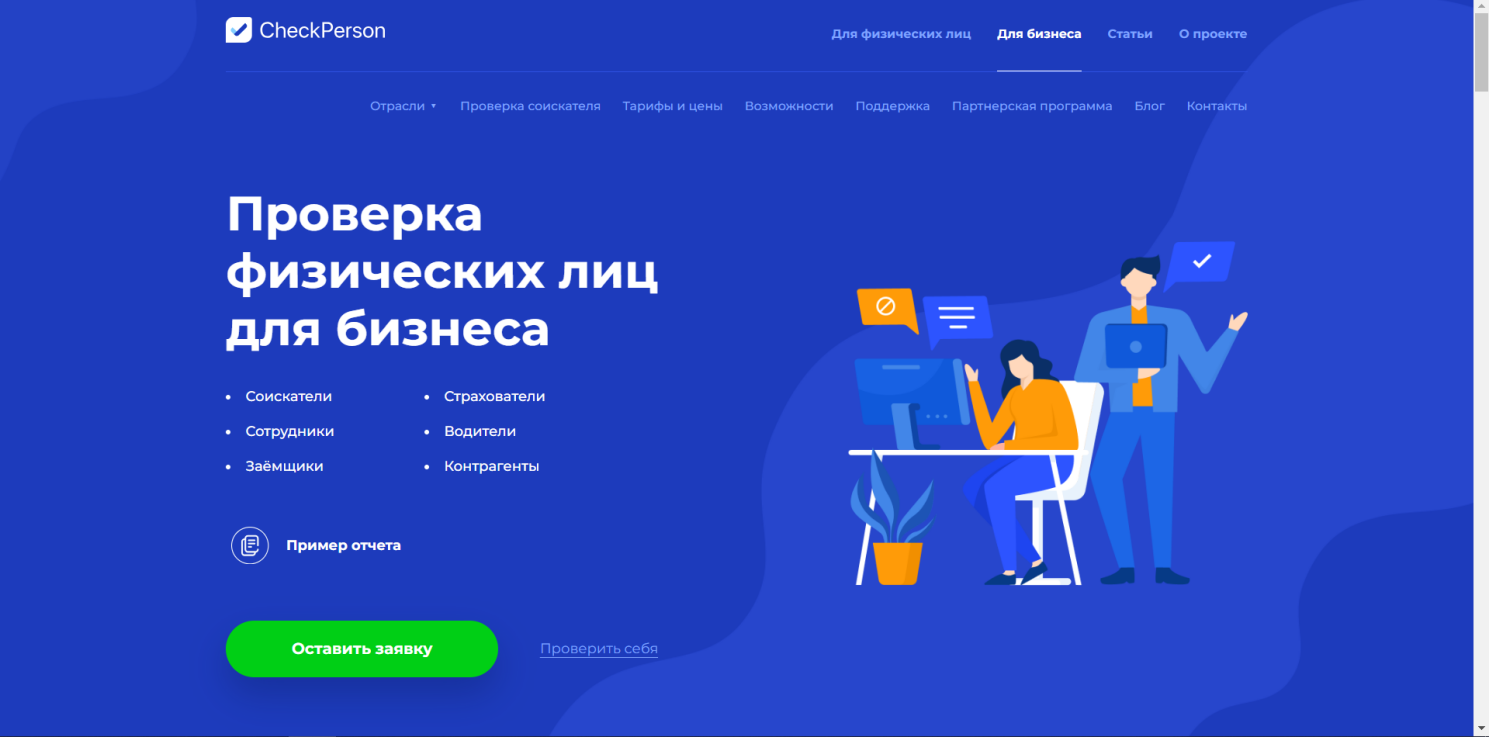 CheckPerson
Для физических лиц Для бизнеса Статьи О проекте
Отрасли Проверка соискателя Тарифы и цены Возможности Поддержка Партнерская программа Блог Контакты
Проверка
физических лиц
для бизнеса
Соискатели
Сотрудники
Заёмщики
Страхователи
Водители
Контрагенты
Пример отчета
Оставить заявку
Проверить себя